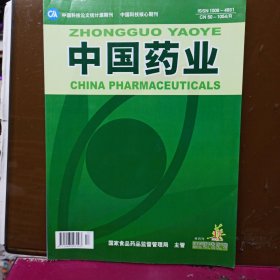 中国科技论文统计源期刊 中国科技核心期刊
ISSN 1006-4931
CN 50-1054/R
ZHONGGUO YAOYE
中国药业
CHINA PHARMACEUTICALS
国家食品药品监督管理局 主管